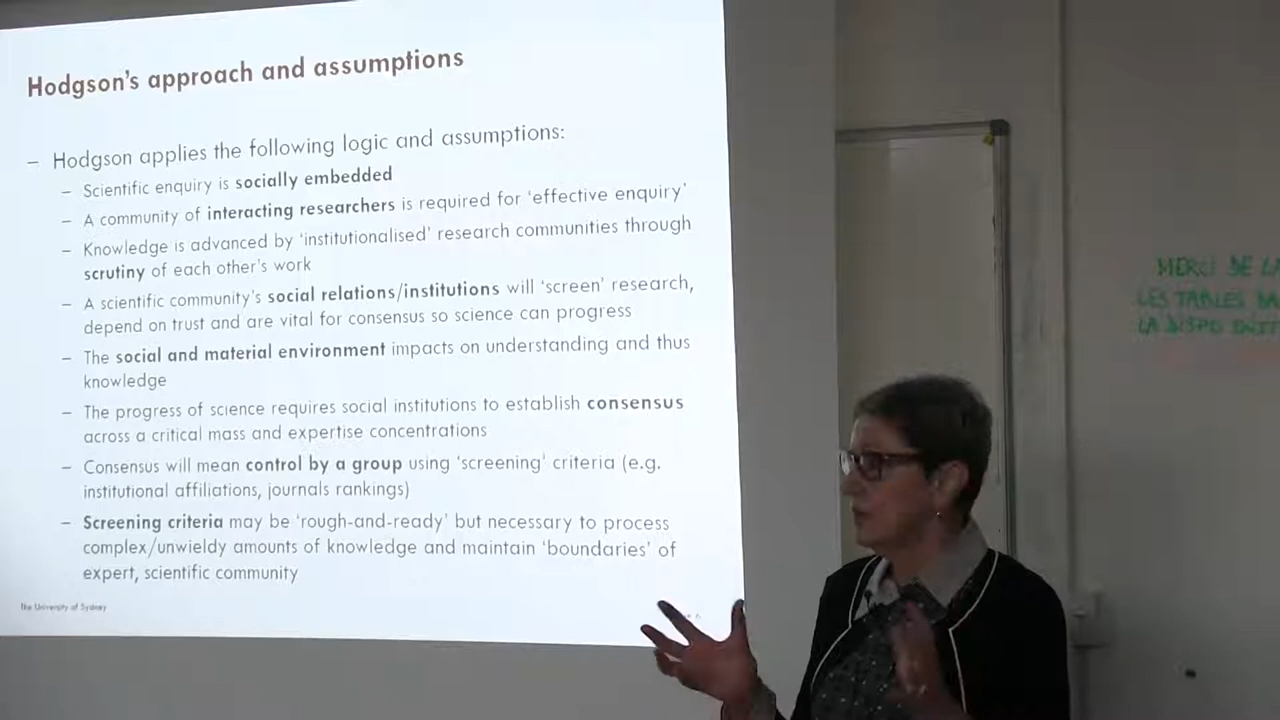 Hodgson's approach and assumptions
– Hodgson applies the following logic and assumptions:
– Scientific enquiry is socially embedded
– A community of interacting researchers is required for 'effective enquiry'
– Knowledge is advanced by 'institutionalised' research communities through
scrutiny of each other's work
– A scientific community's social relations/institutions will 'screen' research,
depend on trust and are vital for consensus so science can progress
– The social and material environment impacts on understanding and thus
knowledge
– The progress of science requires social institutions to establish consensus
across a critical mass and expertise concentrations
– Consensus will mean control by a group using 'screening' criteria (e.g.
institutional affiliations, journals rankings)
– Screening criteria may be 'rough-and-ready' but necessary to process
complex/unwieldy amounts of knowledge and maintain 'boundaries' of
expert, scientific community
The University of Sydney
MERCI DE LA
LES TABLES
LA DISPO